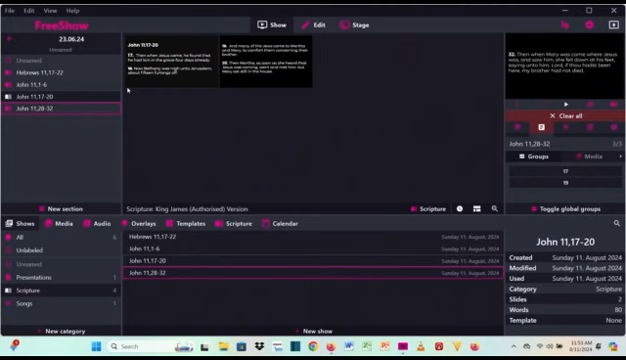 File Edit View Help
FreeShow
Show
Edit
Stage
23.06.24
Unnamed
Unnamed
Hebrews 11,17-22
John 11,1-6
John 11,17-20
John 11,28-32
New section
John 11:17-20
17. Then when Jesus came, he found that
he had lain in the grave four days already.
18. Now Bethany was nigh unto Jerusalem,
about fifteen furlongs off:
19. And many of the Jews came to Martha
and Mary, to comfort them concerning their
brother.
20. Then Martha, as soon as she heard that
Jesus was coming, went and met him: but
Mary sat still in the house.
Scripture: King James (Authorised) Version
Scripture
32. Then when Mary was come where Jesus
was, and saw him, she fell down at his feet,
saying unto him, Lord, if thou hadst been
here, my brother had not died.
Clear all
John 11,28-32 3/3
Groups
Media
17
19
Toggle global groups
Shows Media Audio Overlays Templates Scripture Calendar
All 6
Unlabeled
Unnamed
Presentations 1
Scripture 4
Songs 1
New category
Hebrews 11,17-22 Sunday 11. August, 2024
John 11,1-6 Sunday 11. August, 2024
John 11,17-20 Sunday 11. August, 2024
John 11,28-32 Sunday 11. August, 2024
New show
John 11,17-20
Created Sunday 11. August 2024
Modified Sunday 11. August 2024
Used Sunday 11. August 2024
Category Scripture
Slides 2
Words 80
Template None
Search
11:53 AM
8/11/2024